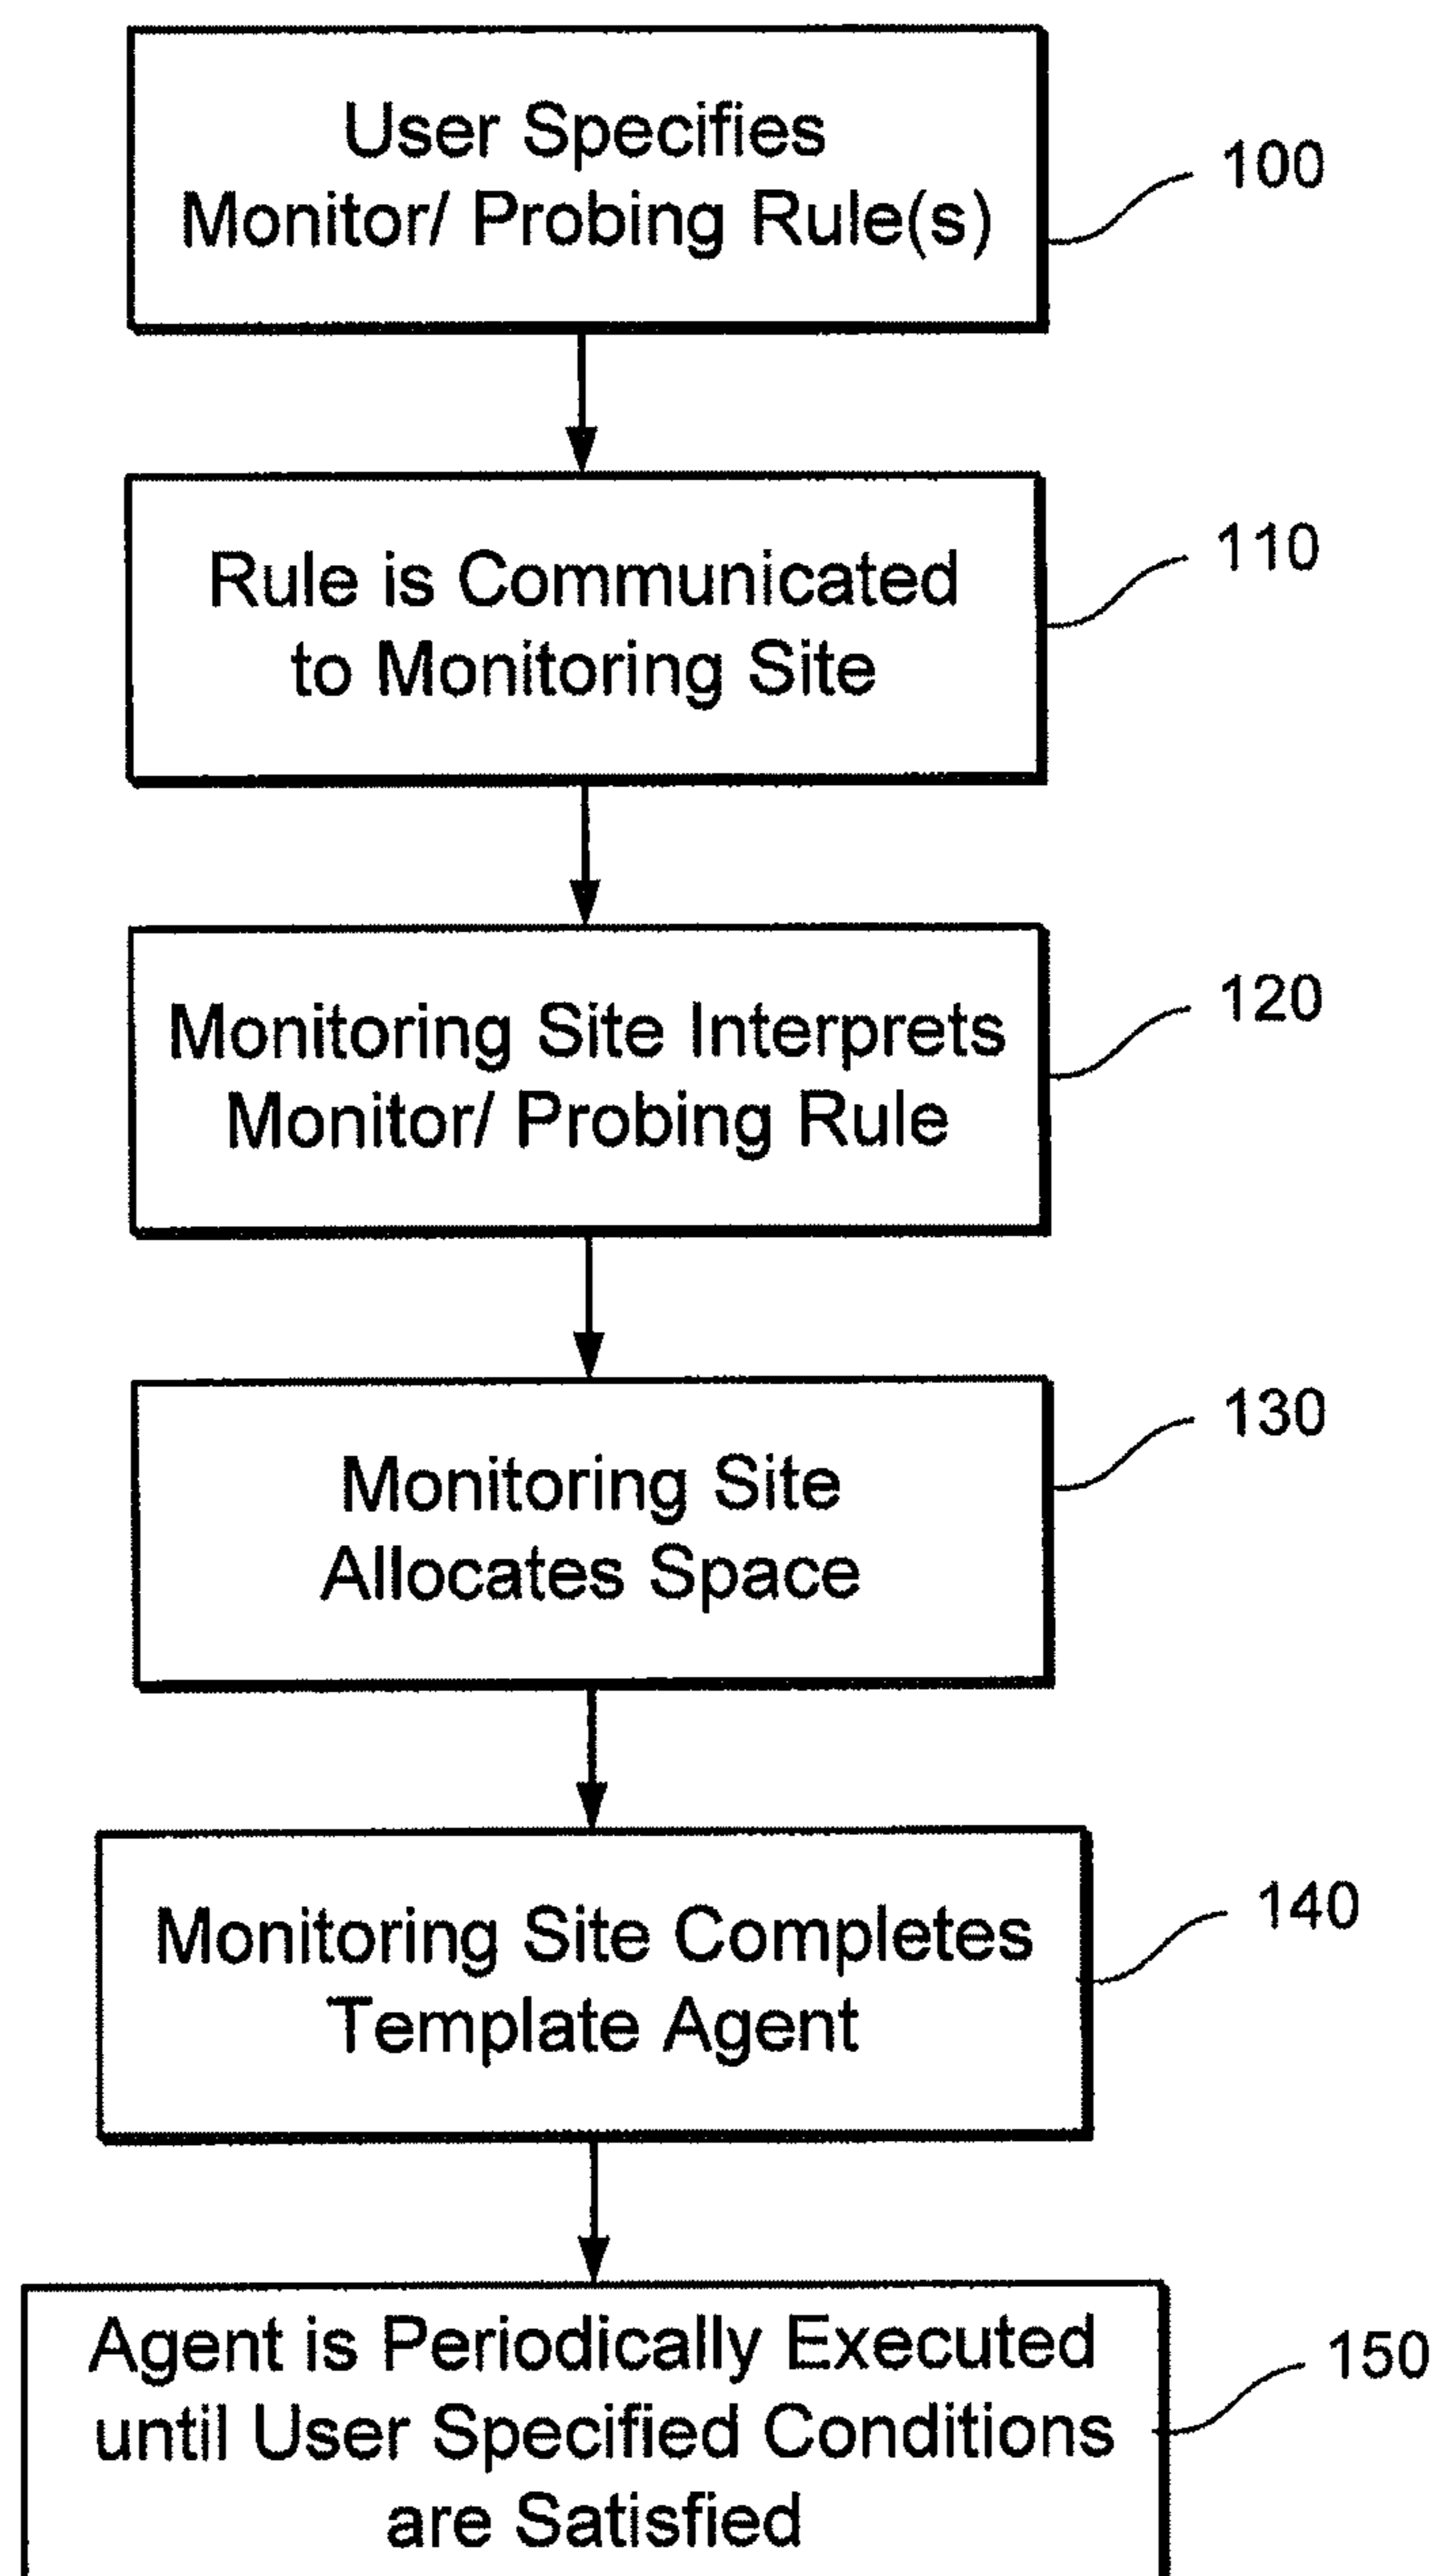 User Specifies
Monitor/ Probing Rule(s)
100
Rule is Communicated
to Monitoring Site
110
Monitoring Site Interprets
Monitor/ Probing Rule
120
Monitoring Site
Allocates Space
130
Monitoring Site Completes
Template Agent
140
Agent is Periodically Executed
until User Specified Conditions
are Satisfied
150